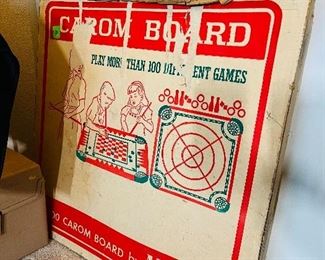 CAROM BOARD
PLAY MORE THAN 100 DIFFERENT GAMES
CAROM BOARD